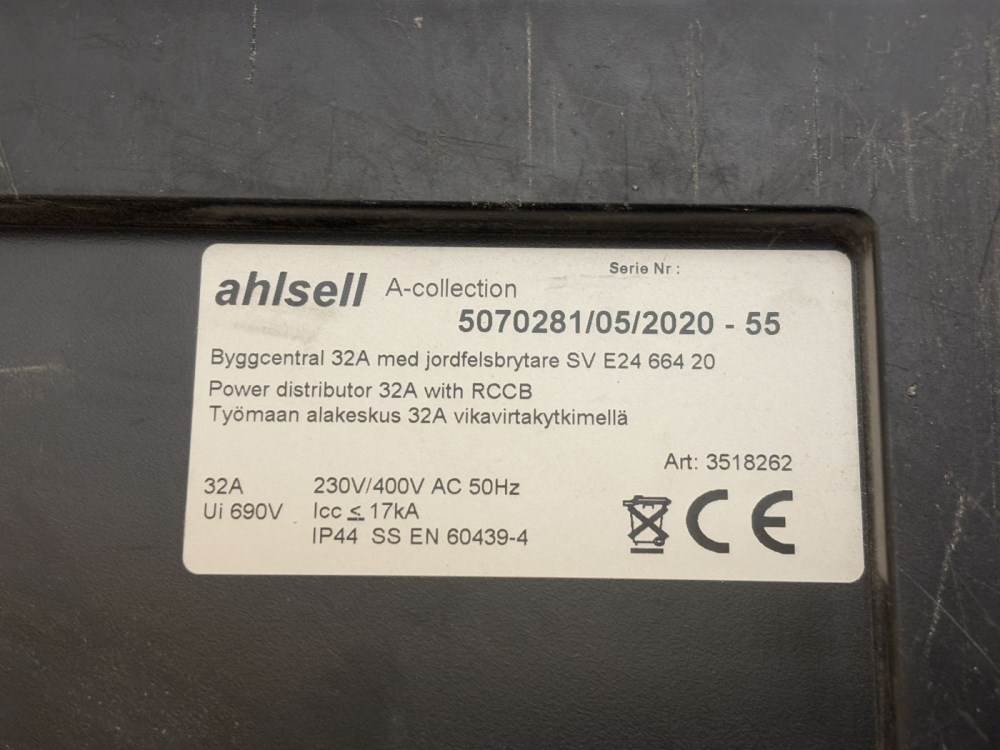 ahlsell A-collection
Serie Nr :
5070281/05/2020 - 55
Byggcentral 32A med jordfelsbrytare SV E24 664 20
Power distributor 32A with RCCB
Työmaan alakeskus 32A vikavirtakytkimellä
Art: 3518262
32A 230V/400V AC 50Hz
Ui 690V Icc ≤ 17kA
IP44 SS EN 60439-4
CE